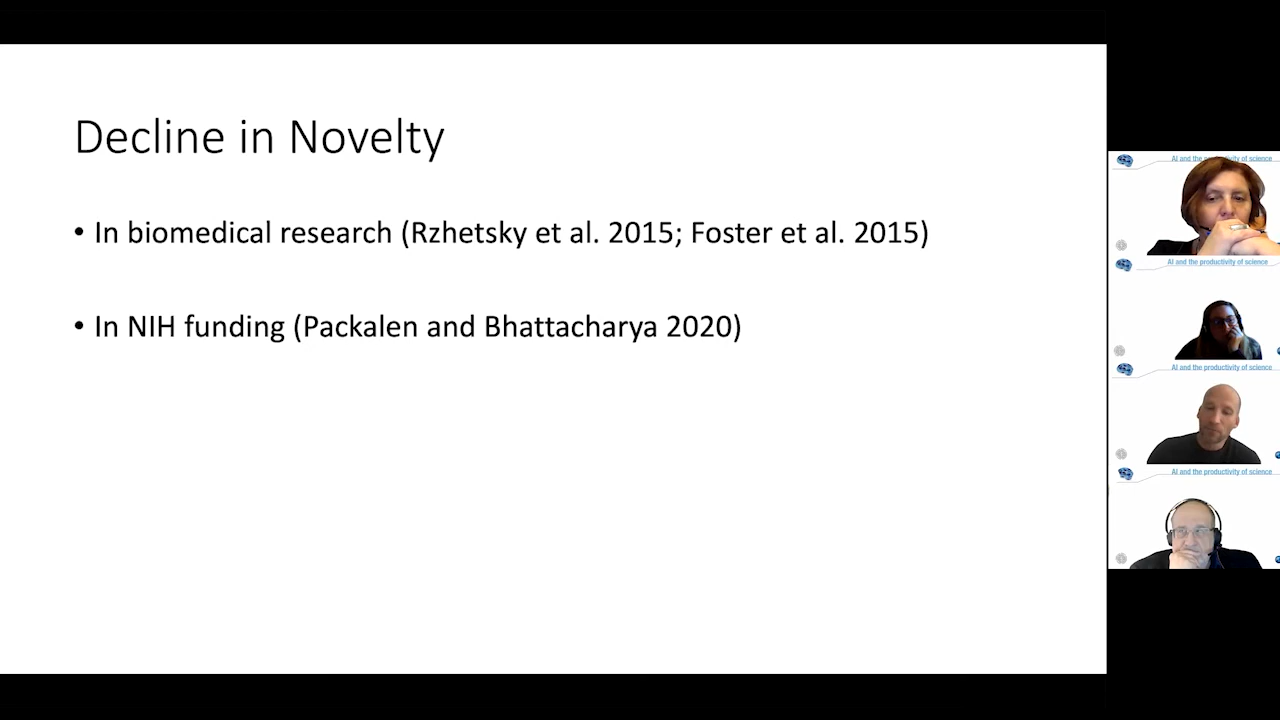 Decline in Novelty
• In biomedical research (Rzhetsky et al. 2015; Foster et al. 2015)
• In NIH funding (Packalen and Bhattacharya 2020)
AI and the productivity of science
AI and the productivity of science
AI and the productivity of science
AI and the productivity of science